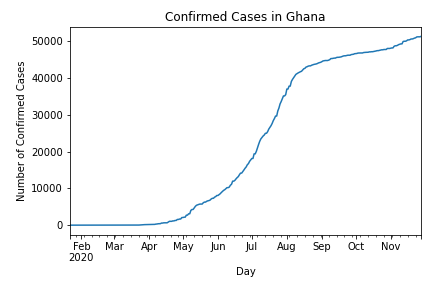 Confirmed Cases in Ghana
Number of Confirmed Cases
50000
40000
30000
20000
10000
0
Feb Mar Apr May Jun Jul Aug Sep Oct Nov
2020
Day